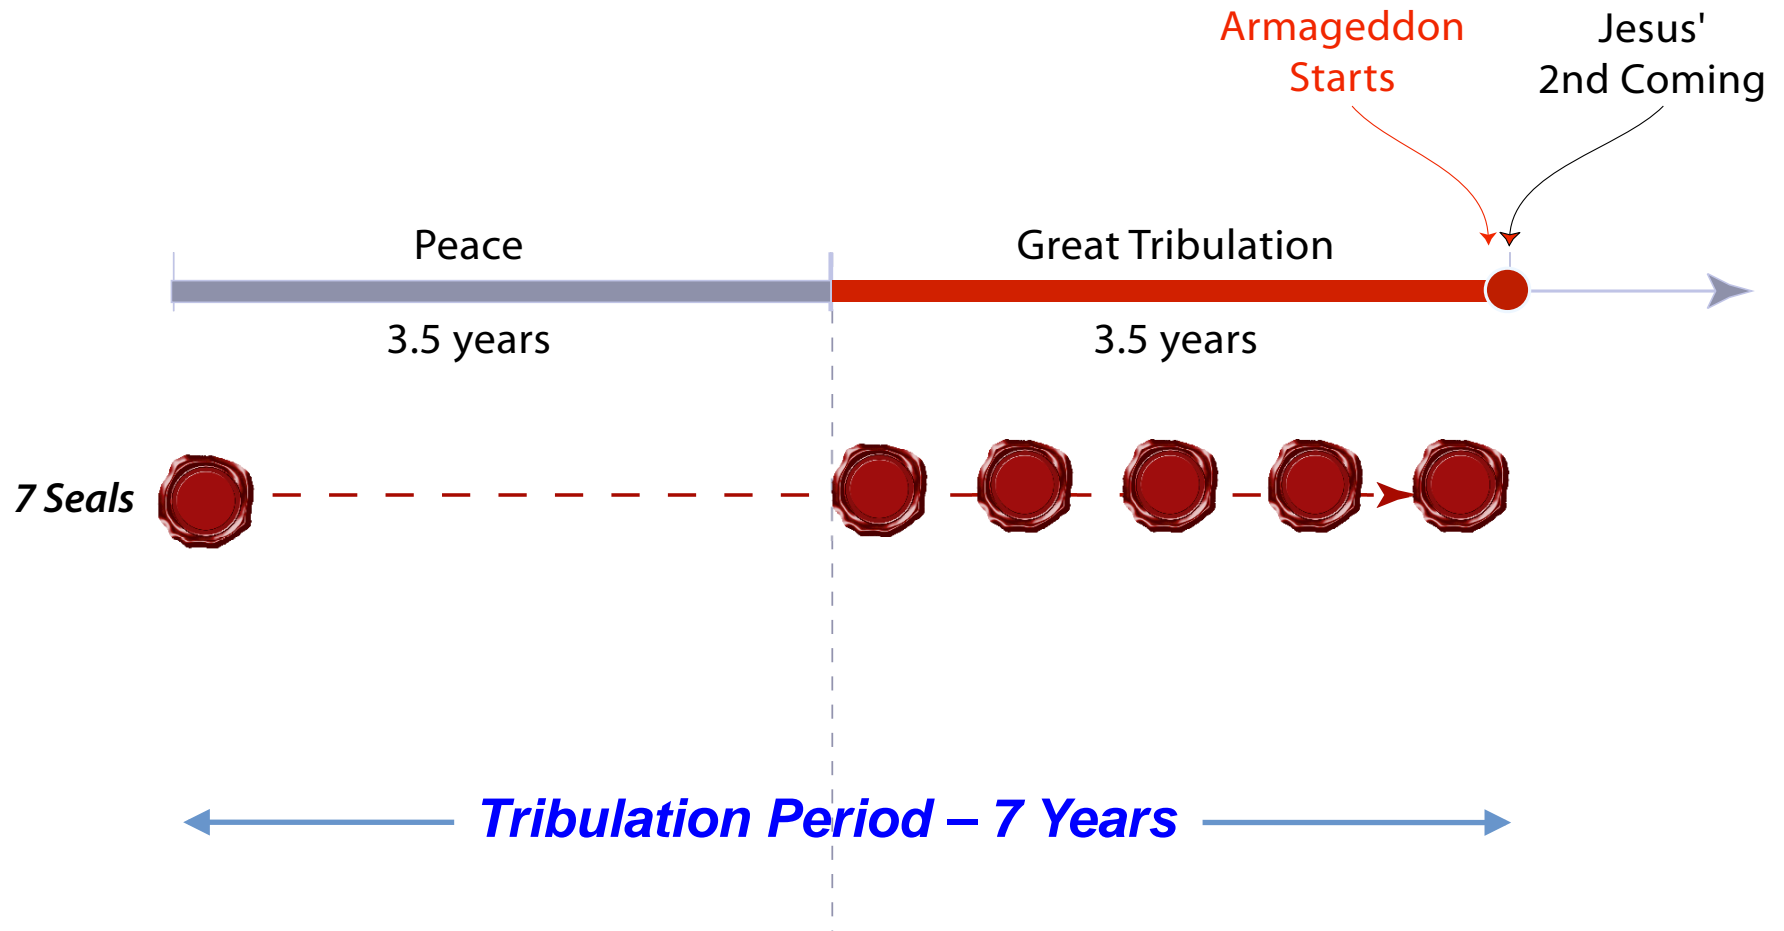 Armageddon
Starts
Jesus'
2nd Coming
Peace
Great Tribulation
3.5 years
3.5 years
7 Seals
Tribulation Period – 7 Years